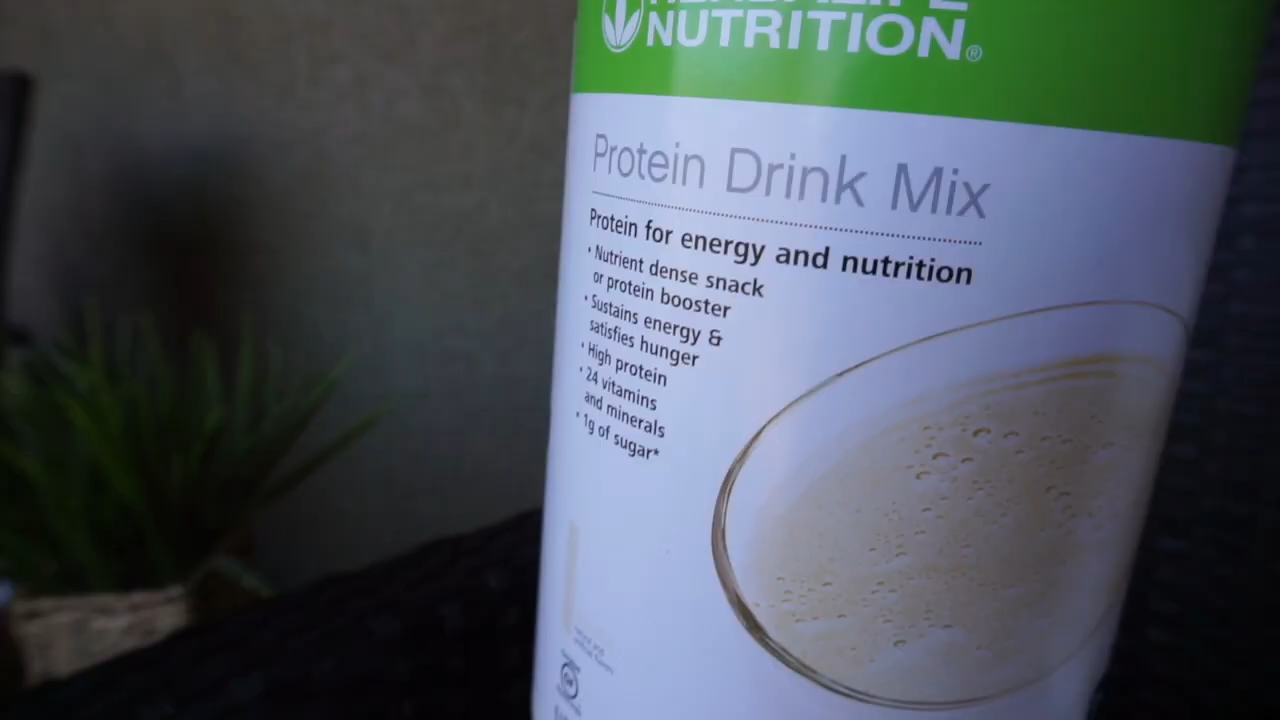 HERBALIFE
NUTRITION®
Protein Drink Mix
Protein for energy and nutrition
• Nutrient dense snack
or protein booster
• Sustains energy &
satisfies hunger
• High protein
• 24 vitamins
and minerals
• 1g of sugar*